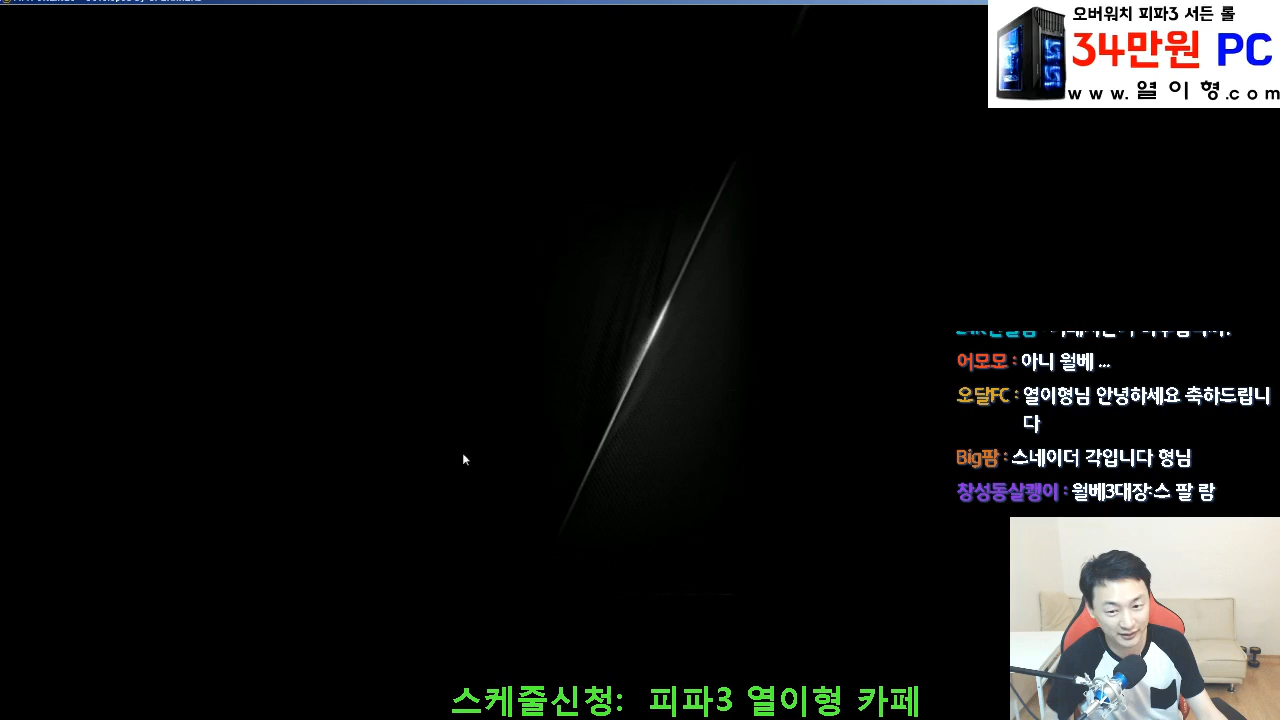 오버워치 피파3 서든 롤
34만원 PC
www.열이형.com
어모모 : 아니 월베 ...
오달FC : 열이형님 안녕하세요 축하드립니
다
Big팜 : 스네이더 각입니다 형님
창성동살쾡이 : 월베3대장:스 팔 람
스케줄신청: 피파3 열이형 카페